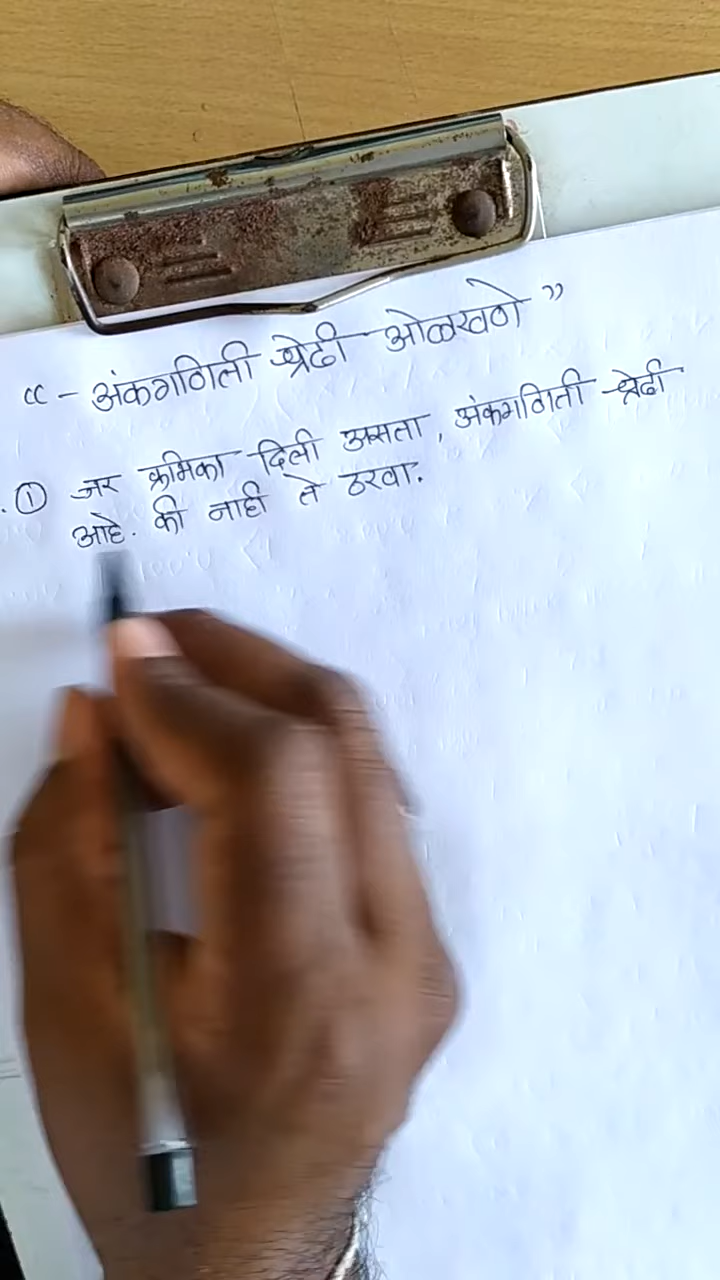 “ - अंकगणिती श्रेढी ओळखणे ”
. ① जर क्रमिका दिली असता, अंकगणिती श्रेढी
आहे. की नाही ते ठरवा.